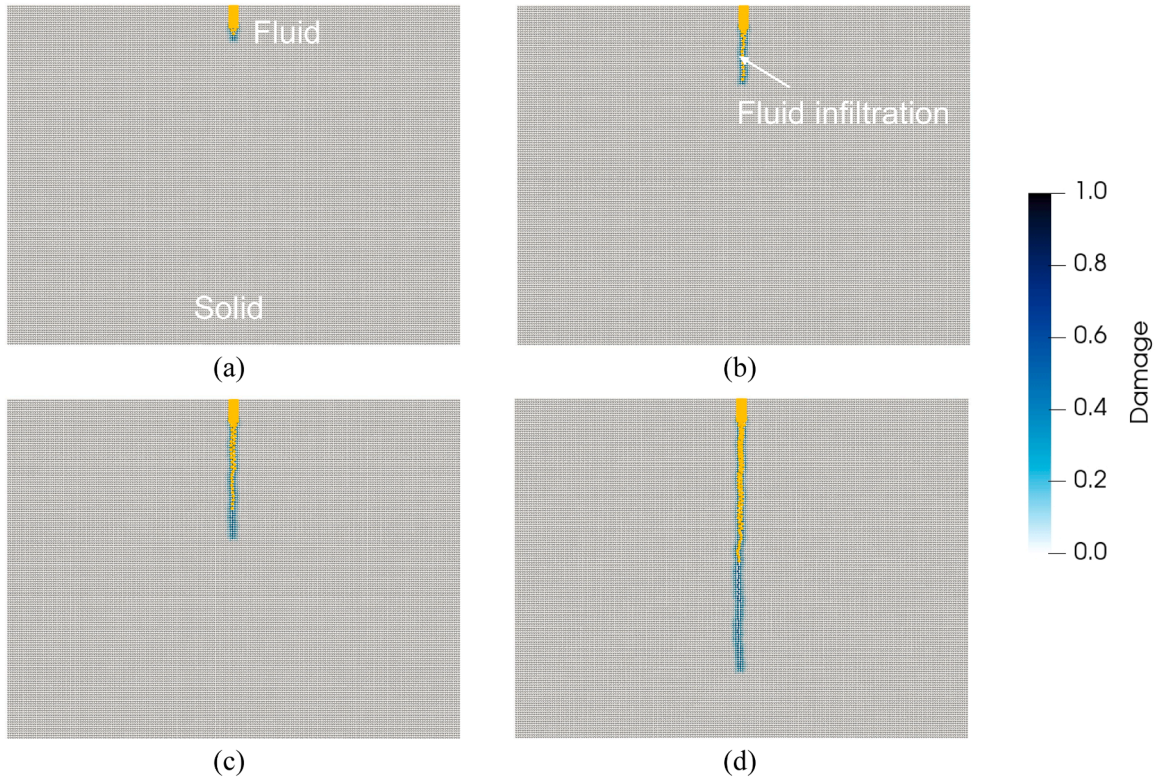 Fluid
Solid
(a)
Fluid infiltration
(b)
(c)
(d)
1.0
0.8
0.6
0.4
0.2
0.0
Damage